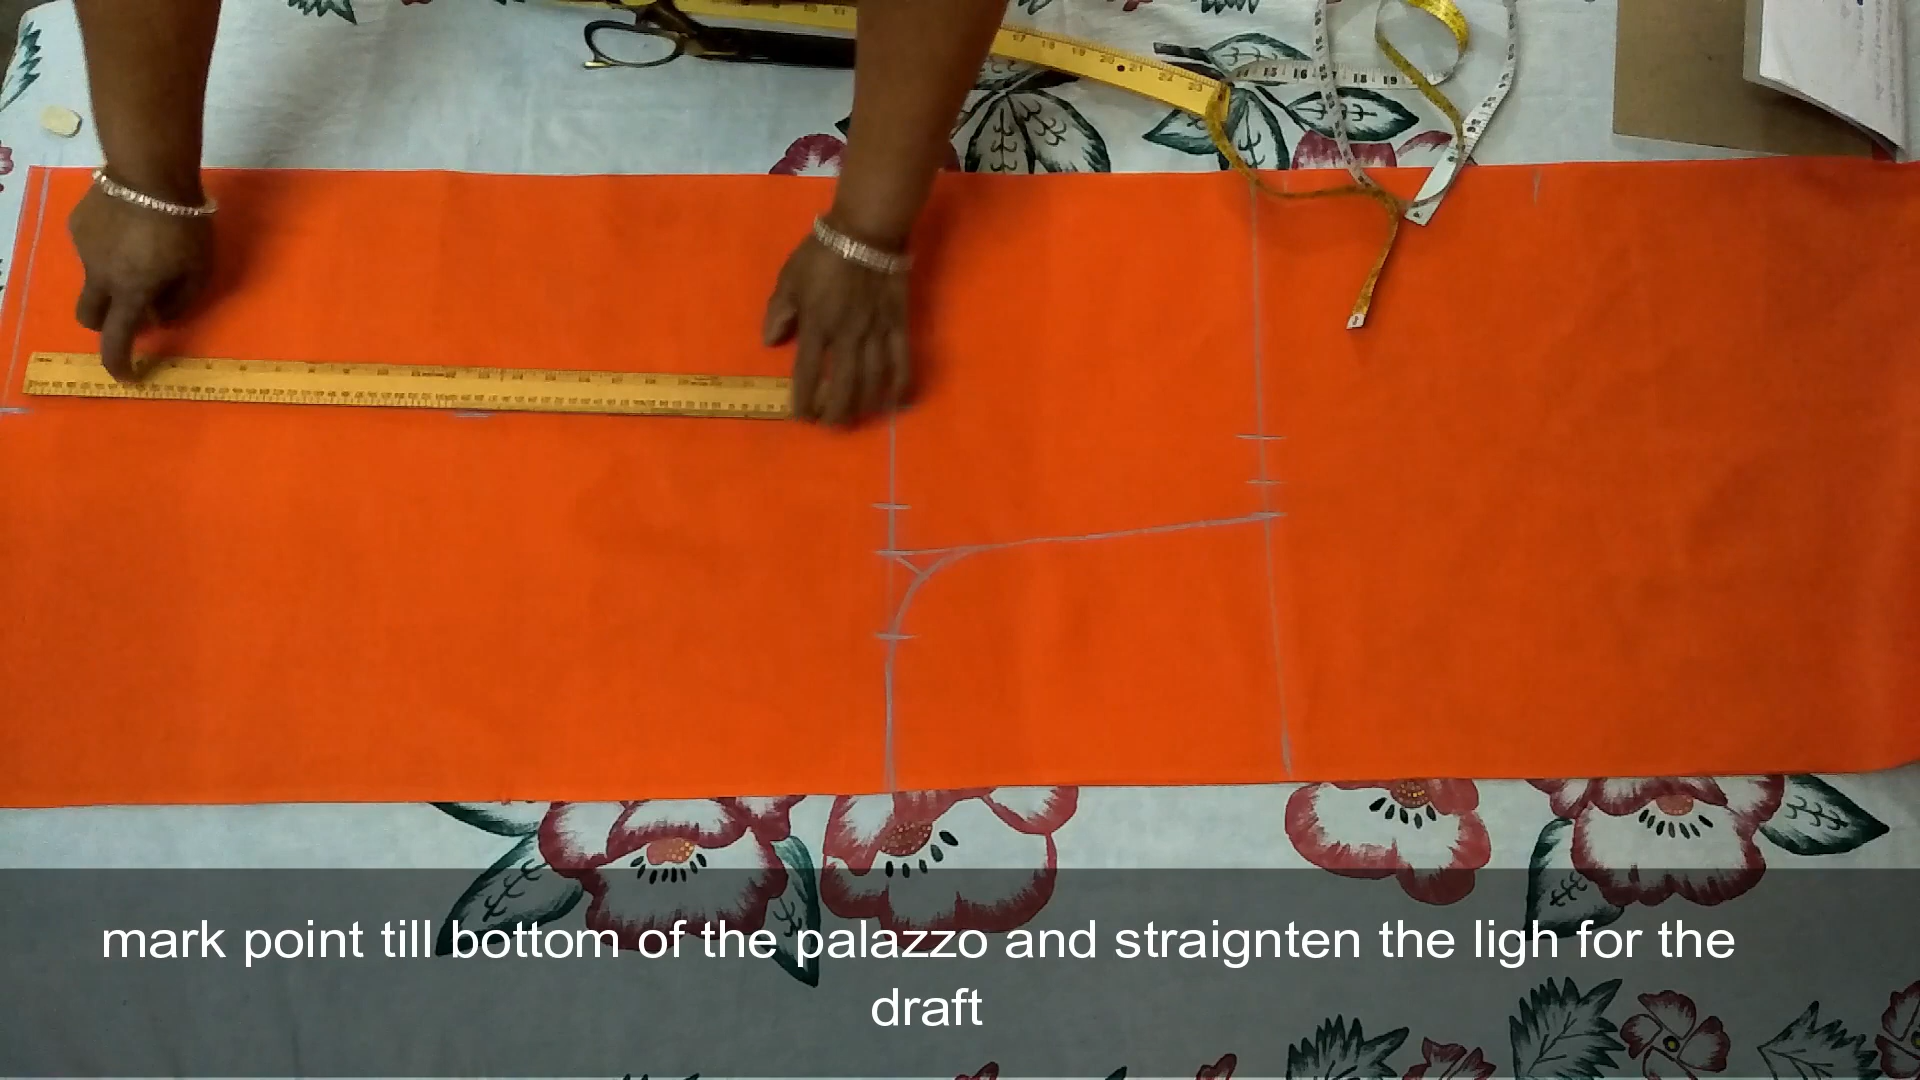 mark point till bottom of the palazzo and straignten the ligh for the
draft